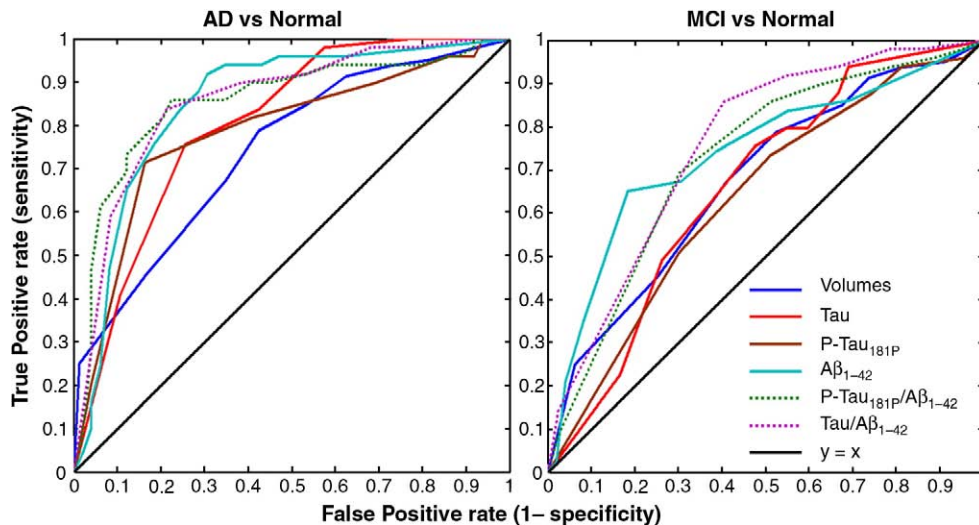 AD vs Normal
MCI vs Normal
True Positive rate (sensitivity)
1
0.9
0.8
0.7
0.6
0.5
0.4
0.3
0.2
0.1
0
0 0.1 0.2 0.3 0.4 0.5 0.6 0.7 0.8 0.9 1
1
0.9
0.8
0.7
0.6
0.5
0.4
0.3
0.2
0.1
0
0 0.1 0.2 0.3 0.4 0.5 0.6 0.7 0.8 0.9
Volumes
Tau
P-Tau181P
Aβ1–42
P-Tau181P/Aβ1–42
Tau/Aβ1–42
y = x
False Positive rate (1– specificity)